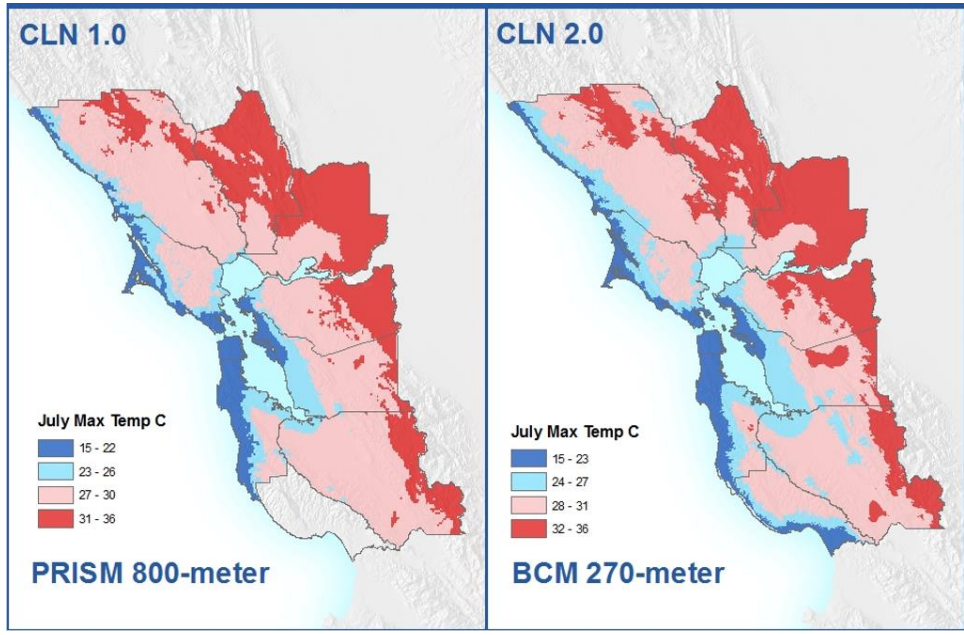 CLN 1.0
July Max Temp C
15 - 22
23 - 26
27 - 30
31 - 36
PRISM 800-meter
CLN 2.0
July Max Temp C
15 - 23
24 - 27
28 - 31
32 - 36
BCM 270-meter